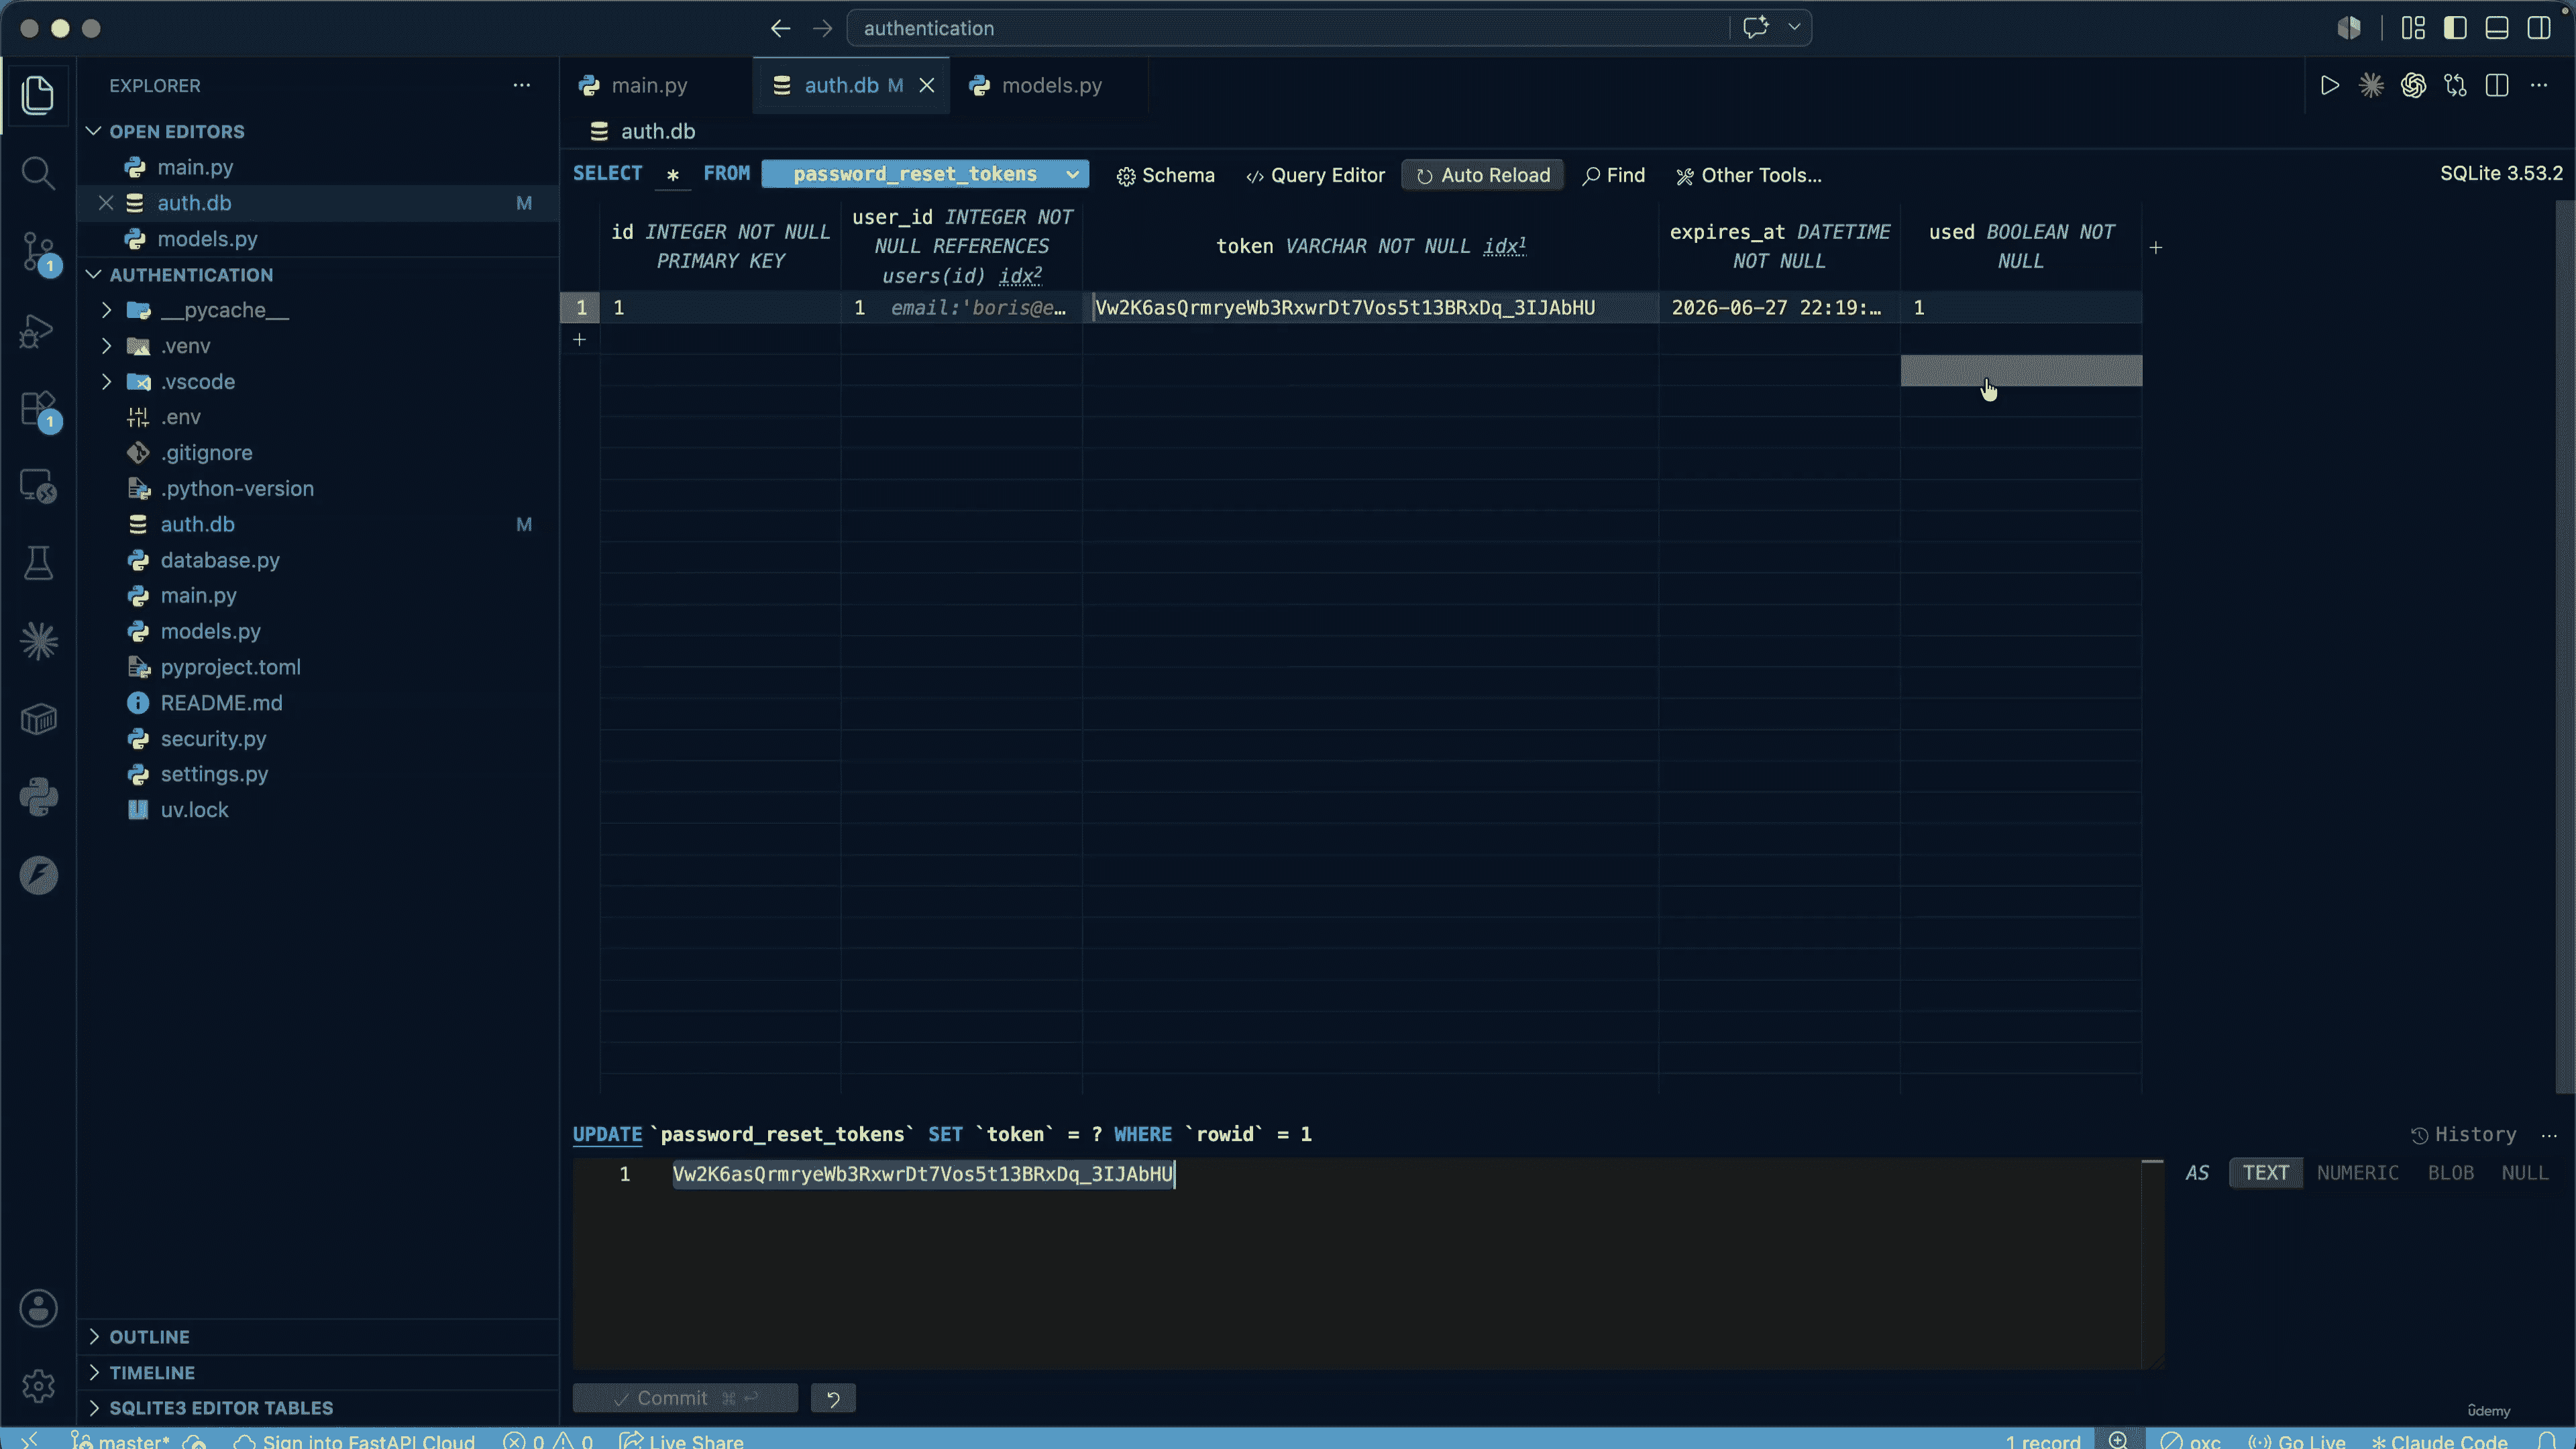 authentication
EXPLORER
OPEN EDITORS
main.py
auth.db M
models.py
AUTHENTICATION
__pycache__
.venv
.vscode
.env
.gitignore
.python-version
auth.db M
database.py
main.py
models.py
pyproject.toml
README.md
security.py
settings.py
uv.lock
OUTLINE
TIMELINE
SQLITE3 EDITOR TABLES
1
1
main.py
auth.db M
models.py
auth.db
SELECT * FROM password_reset_tokens Schema Query Editor Auto Reload Find Other Tools... SQLite 3.53.2
id INTEGER NOT NULL
PRIMARY KEY
user_id INTEGER NOT
NULL REFERENCES
users(id) idx²
token VARCHAR NOT NULL idx¹
expires_at DATETIME
NOT NULL
used BOOLEAN NOT
NULL
+
1 1 1 email:'boris@e… Vw2K6asQrmryeWb3RxwrDt7Vos5t13BRxDq_3IJAbHU 2026-06-27 22:19:… 1
+
UPDATE `password_reset_tokens` SET `token` = ? WHERE `rowid` = 1
History
1 Vw2K6asQrmryeWb3RxwrDt7Vos5t13BRxDq_3IJAbHU
AS TEXT NUMERIC BLOB NULL
Commit ⌘ ↩
ûdemy
master* Sign into FastAPI Cloud 0 0 Live Share 1 record oxc Go Live Claude Code